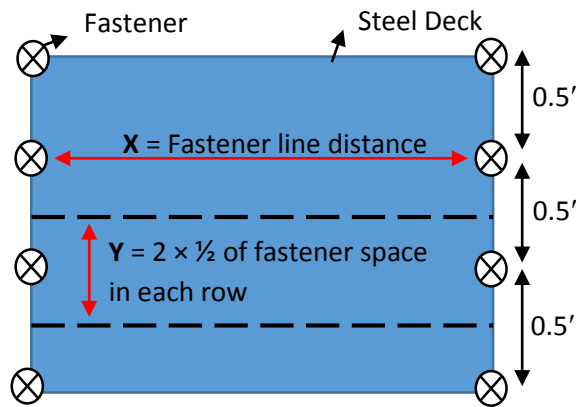 Fastener
Steel Deck
0.5′
X = Fastener line distance
0.5′
Y = 2 × ½ of fastener space
in each row
0.5′